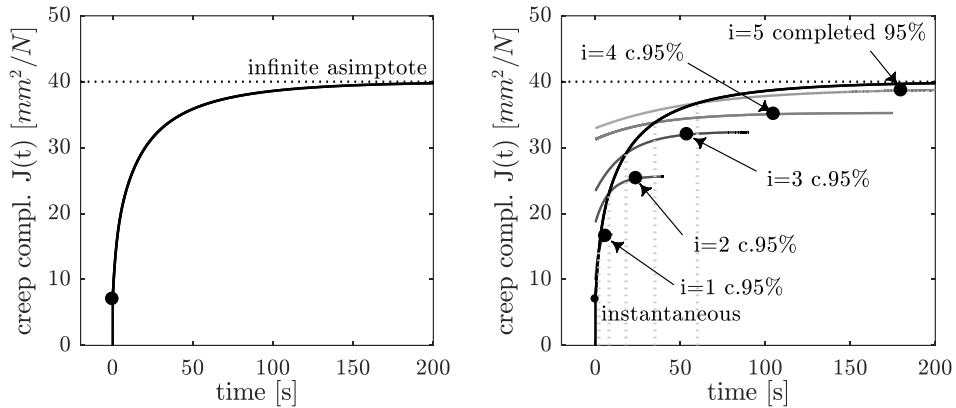 50
40
30
20
10
0
creep compl. J(t) [mm²/N]
infinite asimptote
0
50
100
150
200
time [s]
50
40
30
20
10
0
creep compl. J(t) [mm²/N]
i=5 completed 95%
i=4 c.95%
i=3 c.95%
i=2 c.95%
i=1 c.95%
instantaneous
0
50
100
150
200
time [s]